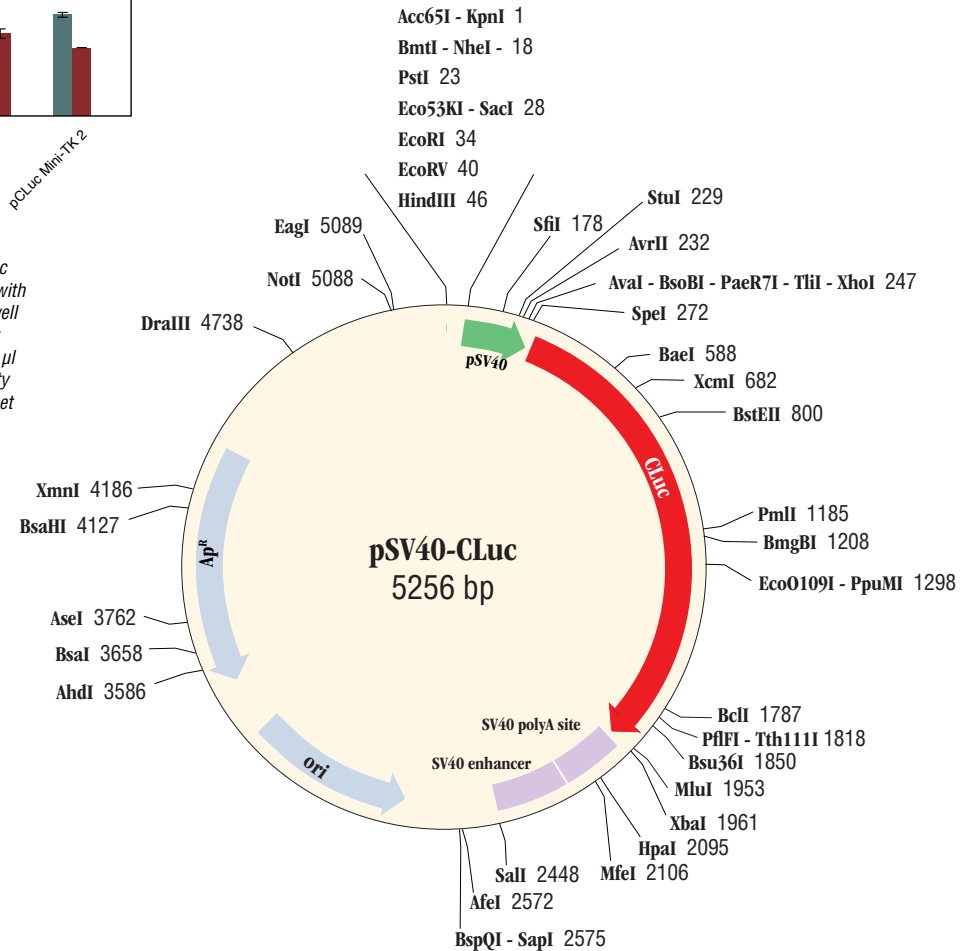 pCLuc Mini-TK 2
c
with
vell
µl
ty
et
Acc65I - KpnI 1
BmtI - NheI - 18
PstI 23
Eco53KI - SacI 28
EcoRI 34
EcoRV 40
HindIII 46
SfiI 178
StuI 229
AvrII 232
AvaI - BsoBI - PaeR7I - TliI - XhoI 247
SpeI 272
BaeI 588
XcmI 682
BstEII 800
PmlI 1185
BmgBI 1208
EcoO109I - PpuMI 1298
BclI 1787
PflFI - Tth111I 1818
Bsu36I 1850
MluI 1953
XbaI 1961
HpaI 2095
MfeI 2106
SalI 2448
AfeI 2572
BspQI - SapI 2575
AhdI 3586
BsaI 3658
AseI 3762
BsaHI 4127
XmnI 4186
DraIII 4738
NotI 5088
EagI 5089
pSV40
CLuc
SV40 polyA site
SV40 enhancer
ori
ApR
pSV40-CLuc
5256 bp